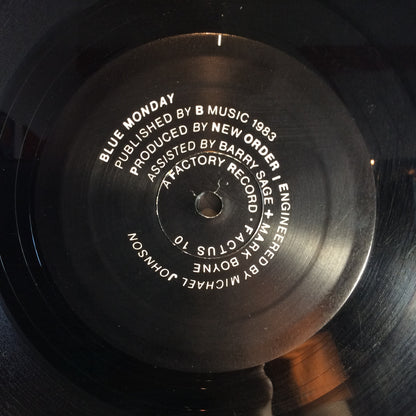 BLUE MONDAY
PUBLISHED BY B MUSIC 1983
PRODUCED BY NEW ORDER | ENGINEERED BY MICHAEL JOHNSON
ASSISTED BY BARRY SAGE + MARK BOYNE
A FACTORY RECORD · FACTUS 10